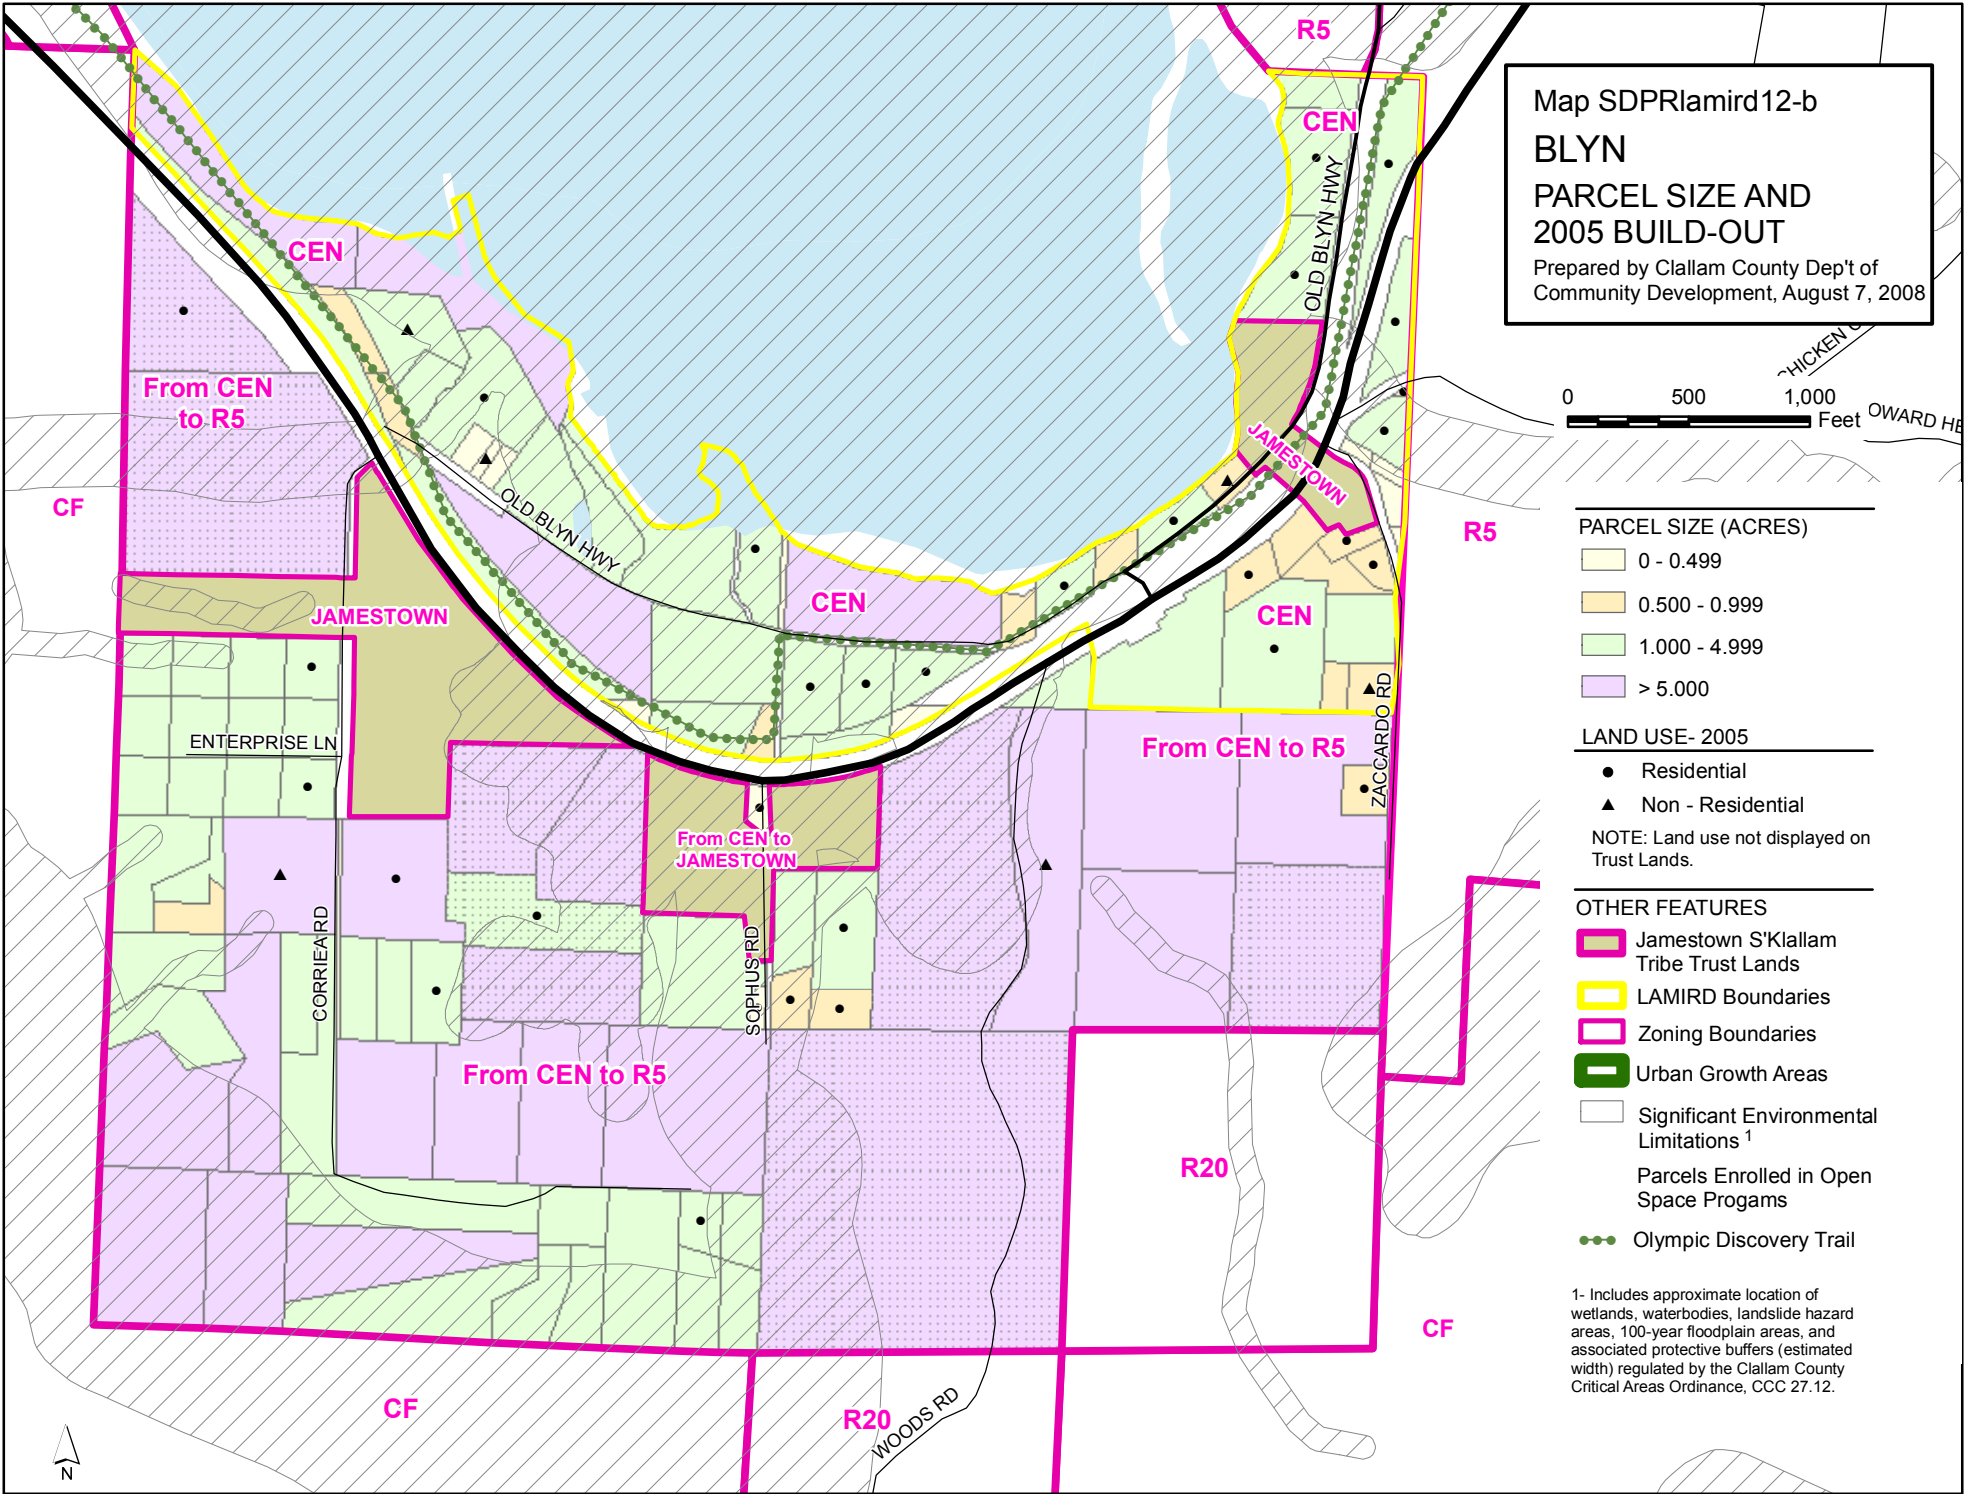 Map SDPRlamird12-b
BLYN
PARCEL SIZE AND
2005 BUILD-OUT
Prepared by Clallam County Dep't of
Community Development, August 7, 2008
0 500 1,000
Feet
PARCEL SIZE (ACRES)
0 - 0.499
0.500 - 0.999
1.000 - 4.999
> 5.000
LAND USE- 2005
Residential
Non - Residential
NOTE: Land use not displayed on
Trust Lands.
OTHER FEATURES
Jamestown S'Klallam
Tribe Trust Lands
LAMIRD Boundaries
Zoning Boundaries
Urban Growth Areas
Significant Environmental
Limitations 1
Parcels Enrolled in Open
Space Progams
Olympic Discovery Trail
1- Includes approximate location of
wetlands, waterbodies, landslide hazard
areas, 100-year floodplain areas, and
associated protective buffers (estimated
width) regulated by the Clallam County
Critical Areas Ordinance, CCC 27.12.
R5
CEN
OLD BLYN HWY
CEN
From CEN
to R5
CF
JAMESTOWN
OLD BLYN HWY
R5
CEN
CEN
JAMESTOWN
ENTERPRISE LN
ZACCARDO RD
From CEN to R5
From CEN to
JAMESTOWN
CORRIEA RD
SOPHUS RD
From CEN to R5
R20
CF
CF
R20
WOODS RD
N